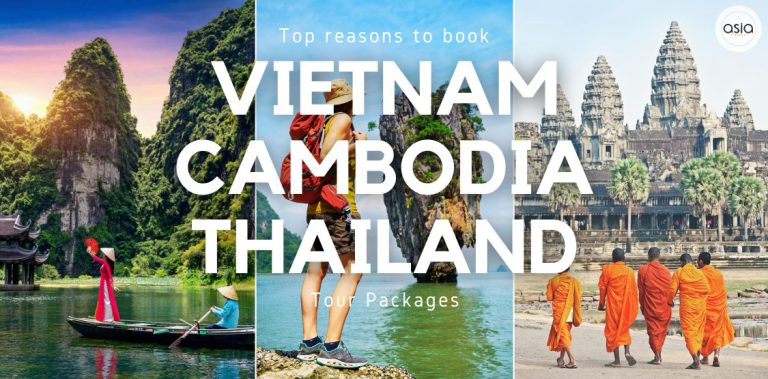 Top reasons to book
VIETNAM
CAMBODIA
THAILAND
Tour Packages
asia